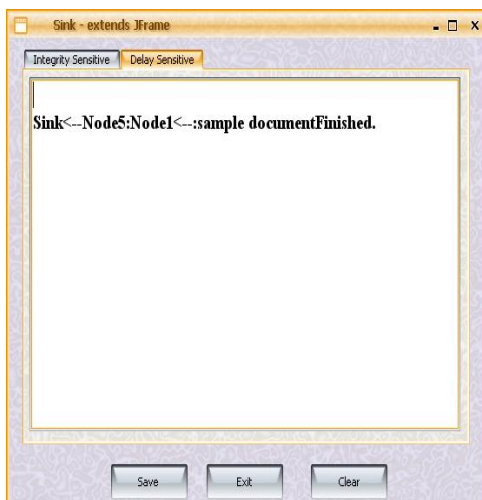 Sink - extends JFrame
Integrity Sensitive Delay Sensitive
Sink<--Node5:Node1<--:sample documentFinished.
Save Exit Clear